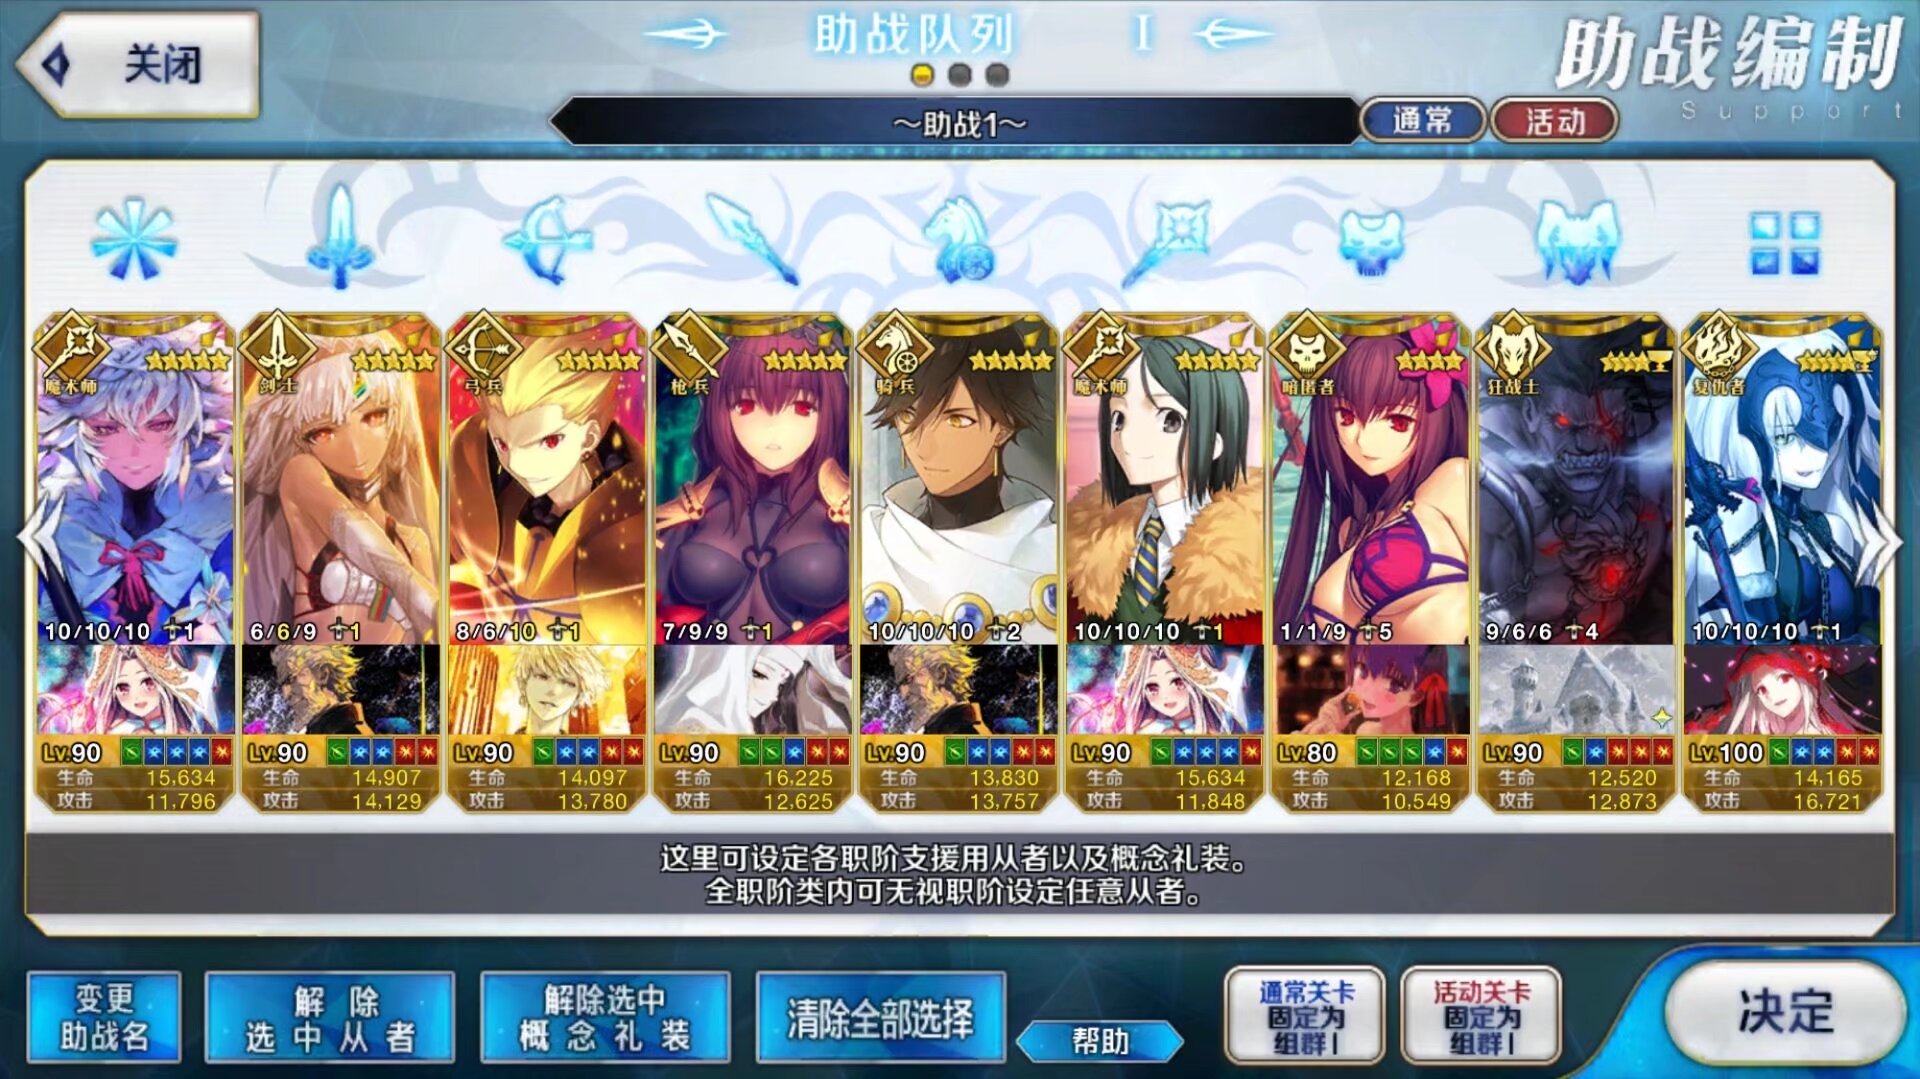 关闭
助战队列 I
助战编制
Support
～助战1～
通常
活动
魔术师
剑士
弓兵
枪兵
骑兵
魔术师
暗匿者
狂战士
复仇者
10/10/10 1
6/6/9 1
8/6/10 1
7/9/9 1
10/10/10 2
10/10/10 1
1/1/9 5
9/6/6 4
10/10/10 1
Lv.90
Lv.90
Lv.90
Lv.90
Lv.90
Lv.90
Lv.80
Lv.90
Lv.100
生命 15,634
生命 14,907
生命 14,097
生命 16,225
生命 13,830
生命 15,634
生命 12,168
生命 12,520
生命 14,165
攻击 11,796
攻击 14,129
攻击 13,780
攻击 12,625
攻击 13,757
攻击 11,848
攻击 10,549
攻击 12,873
攻击 16,721
这里可设定各职阶支援用从者以及概念礼装。
全职阶类内可无视职阶设定任意从者。
变更
助战名
解除
选中从者
解除选中
概念礼装
清除全部选择
帮助
通常关卡
固定为
组群I
活动关卡
固定为
组群I
决定